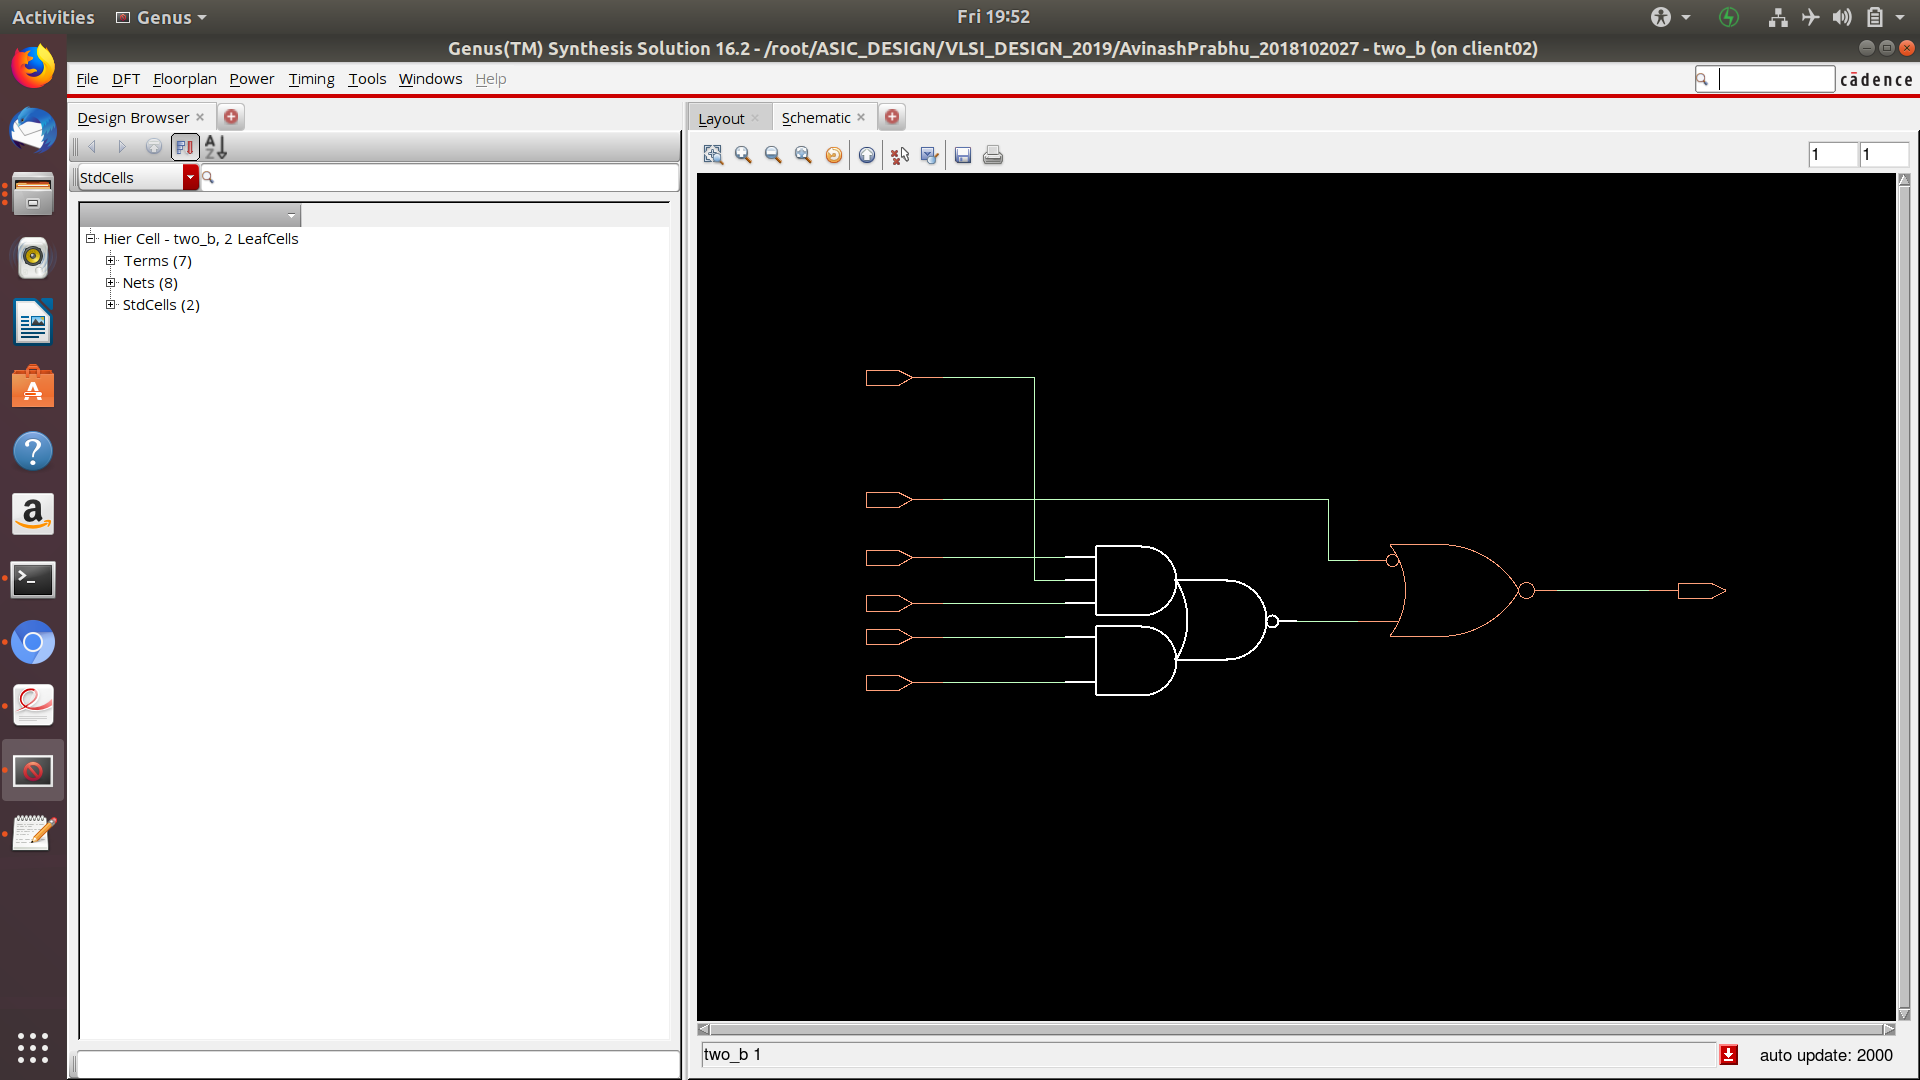 Activities Genus Fri 19:52
Genus(TM) Synthesis Solution 16.2 - /root/ASIC_DESIGN/VLSI_DESIGN_2019/AvinashPrabhu_2018102027 - two_b (on client02)
File DFT Floorplan Power Timing Tools Windows Help cādence
Design Browser
Layout Schematic
A
Z
1 1
StdCells
Hier Cell - two_b, 2 LeafCells
Terms (7)
Nets (8)
StdCells (2)
two_b 1
auto update: 2000